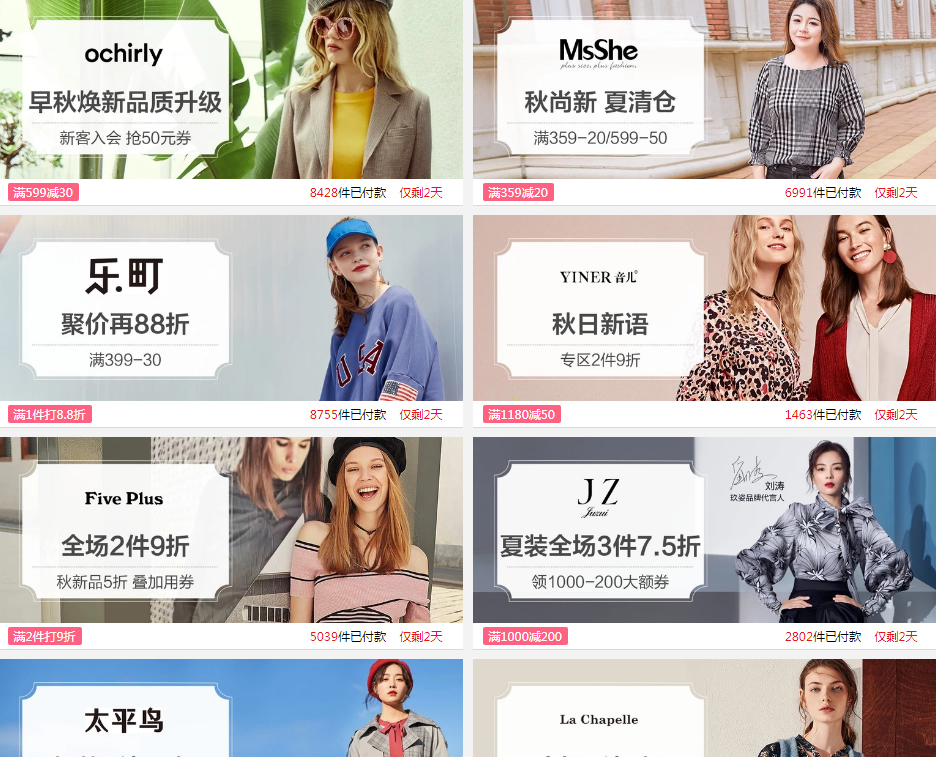 ochirly
早秋焕新品质升级
新客入会 抢50元券
满599减30
8428件已付款 仅剩2天
MsShe
plus size, plus fashion.
秋尚新 夏清仓
满359-20/599-50
满359减20
6991件已付款 仅剩2天
乐町
聚价再88折
满399-30
USA
满1件打8.8折
8755件已付款 仅剩2天
YINER 音儿
秋日新语
专区2件9折
满1180减50
1463件已付款 仅剩2天
Five Plus
全场2件9折
秋新品5折 叠加用券
满2件打9折
5039件已付款 仅剩2天
JZ
Juzui
夏装全场3件7.5折
领1000-200大额券
刘涛
玖姿品牌代言人
满1000减200
2802件已付款 仅剩2天
太平鸟
La Chapelle